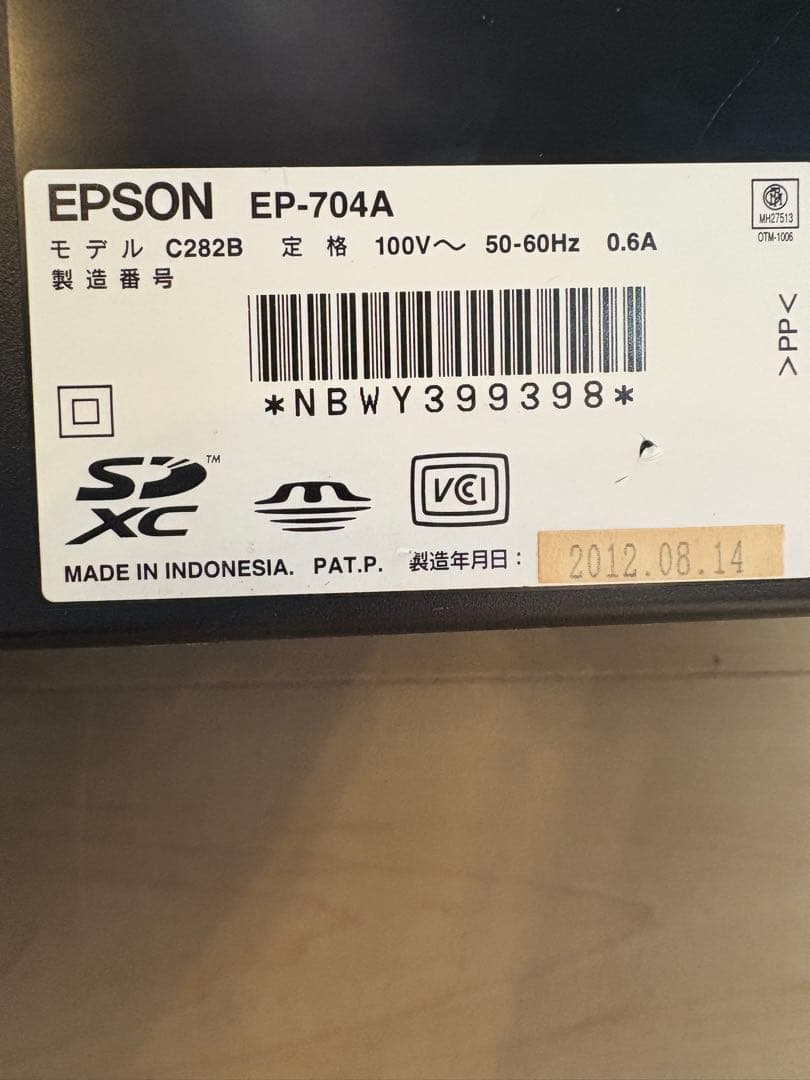 EPSON EP-704A
モデル C282B 定格 100V～ 50-60Hz 0.6A
製造番号
*NBWY399398*
MH27513
OTM-1006
>PP<
SD™
XC
VCI
MADE IN INDONESIA. PAT.P. 製造年月日：2012.08.14